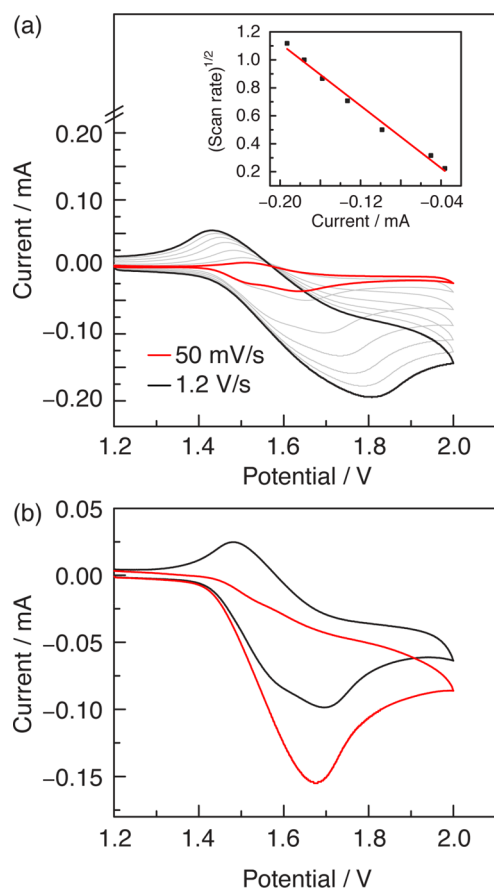 (a)
1.2
1.0
0.8
0.6
0.4
0.2
(Scan rate)1/2
−0.20 −0.12 −0.04
Current / mA
0.20
0.10
0.00
−0.10
−0.20
Current / mA
50 mV/s
1.2 V/s
1.2 1.4 1.6 1.8 2.0
Potential / V
(b)
0.05
0.00
−0.05
−0.10
−0.15
Current / mA
1.2 1.4 1.6 1.8 2.0
Potential / V